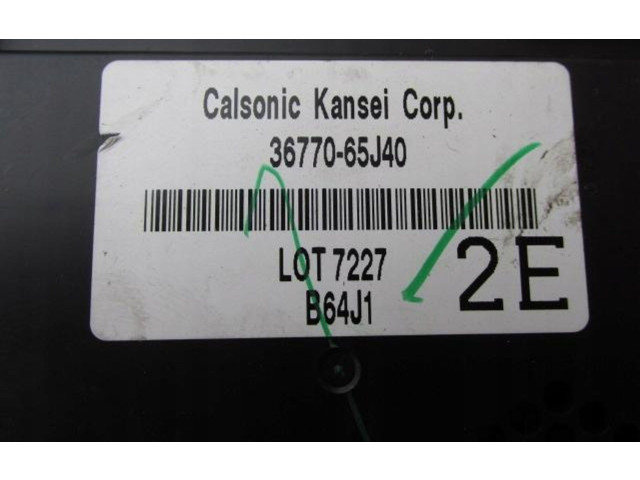 Calsonic Kansei Corp.
36770-65J40
LOT 7227
B64J1
2E